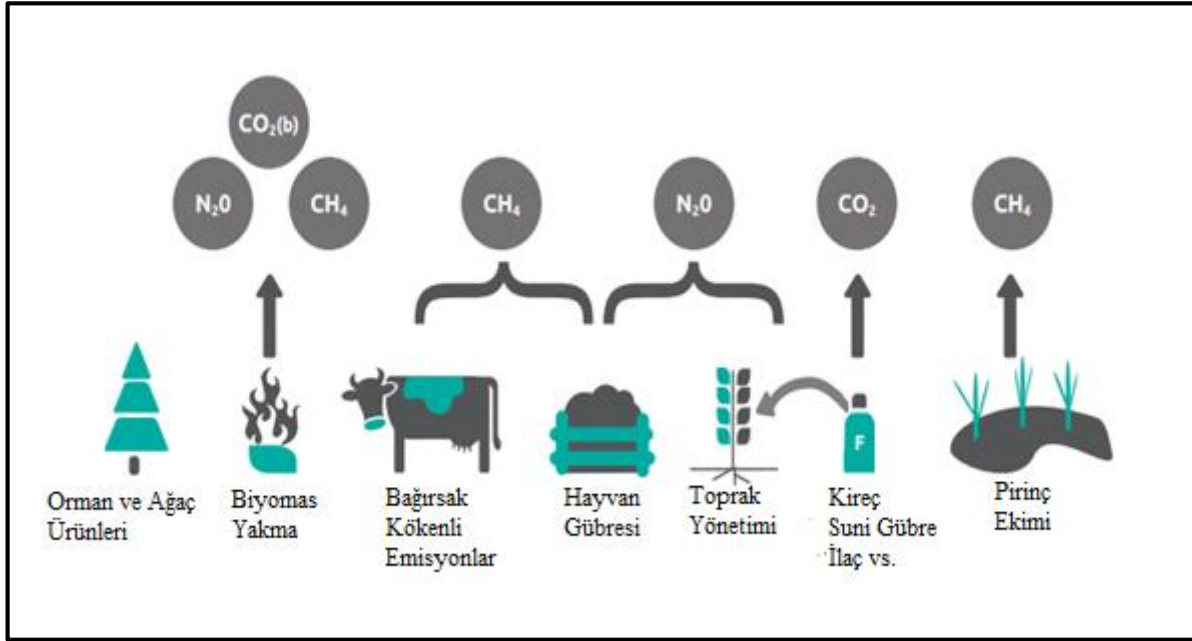 CO₂(b)
N₂0
CH₄
CH₄
N₂0
CO₂
CH₄
F
Orman ve Ağaç
Ürünleri
Biyomas
Yakma
Bağırsak
Kökenli
Emisyonlar
Hayvan
Gübresi
Toprak
Yönetimi
Kireç
Suni Gübre
İlaç vs.
Pirinç
Ekimi